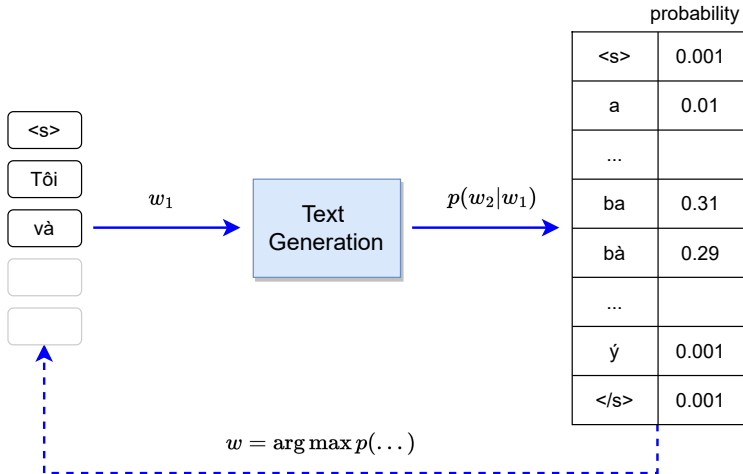 probability
<s> 0.001
a 0.01
...
ba 0.31
bà 0.29
...
ý 0.001
</s> 0.001
<s>
Tôi
và
w₁
Text
Generation
p(w₂|w₁)
w = arg max p(...)